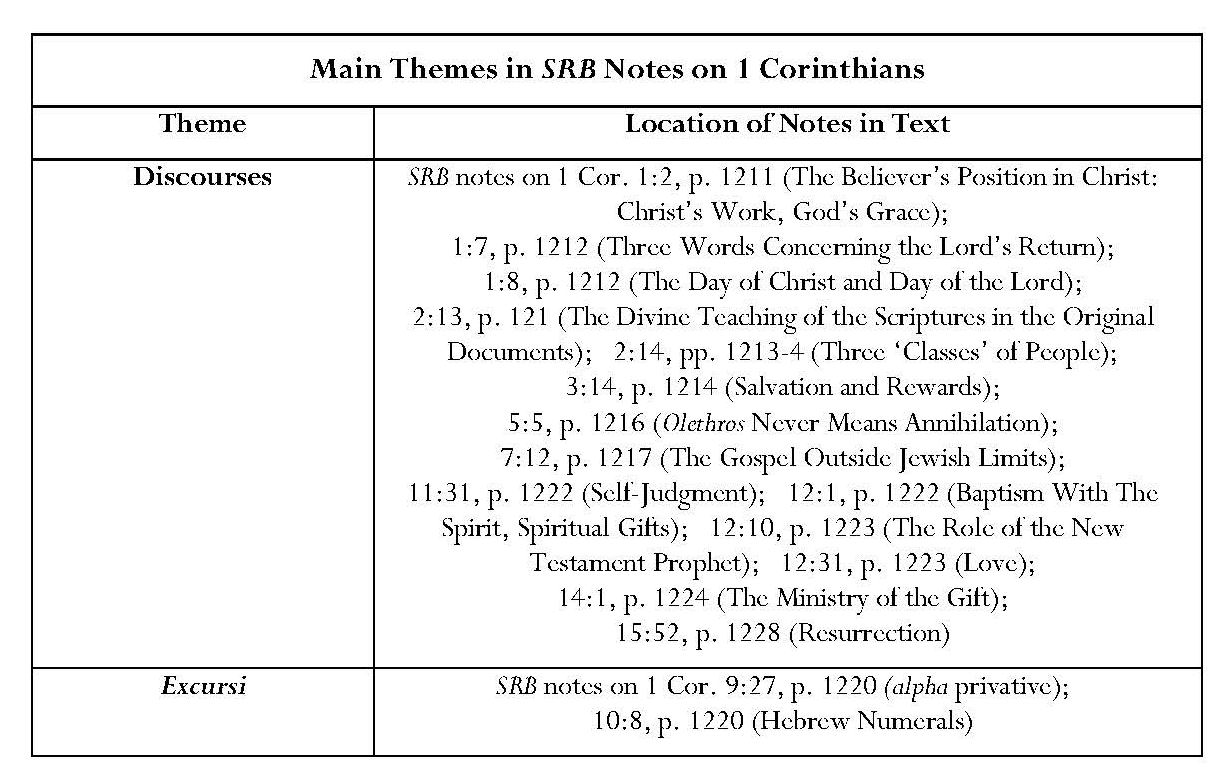 Main Themes in SRB Notes on 1 Corinthians
Theme
Location of Notes in Text
Discourses
SRB notes on 1 Cor. 1:2, p. 1211 (The Believer’s Position in Christ:
Christ’s Work, God’s Grace);
1:7, p. 1212 (Three Words Concerning the Lord’s Return);
1:8, p. 1212 (The Day of Christ and Day of the Lord);
2:13, p. 121 (The Divine Teaching of the Scriptures in the Original
Documents); 2:14, pp. 1213-4 (Three ‘Classes’ of People);
3:14, p. 1214 (Salvation and Rewards);
5:5, p. 1216 (Olethros Never Means Annihilation);
7:12, p. 1217 (The Gospel Outside Jewish Limits);
11:31, p. 1222 (Self-Judgment); 12:1, p. 1222 (Baptism With The
Spirit, Spiritual Gifts); 12:10, p. 1223 (The Role of the New
Testament Prophet); 12:31, p. 1223 (Love);
14:1, p. 1224 (The Ministry of the Gift);
15:52, p. 1228 (Resurrection)
Excursi
SRB notes on 1 Cor. 9:27, p. 1220 (alpha privative);
10:8, p. 1220 (Hebrew Numerals)